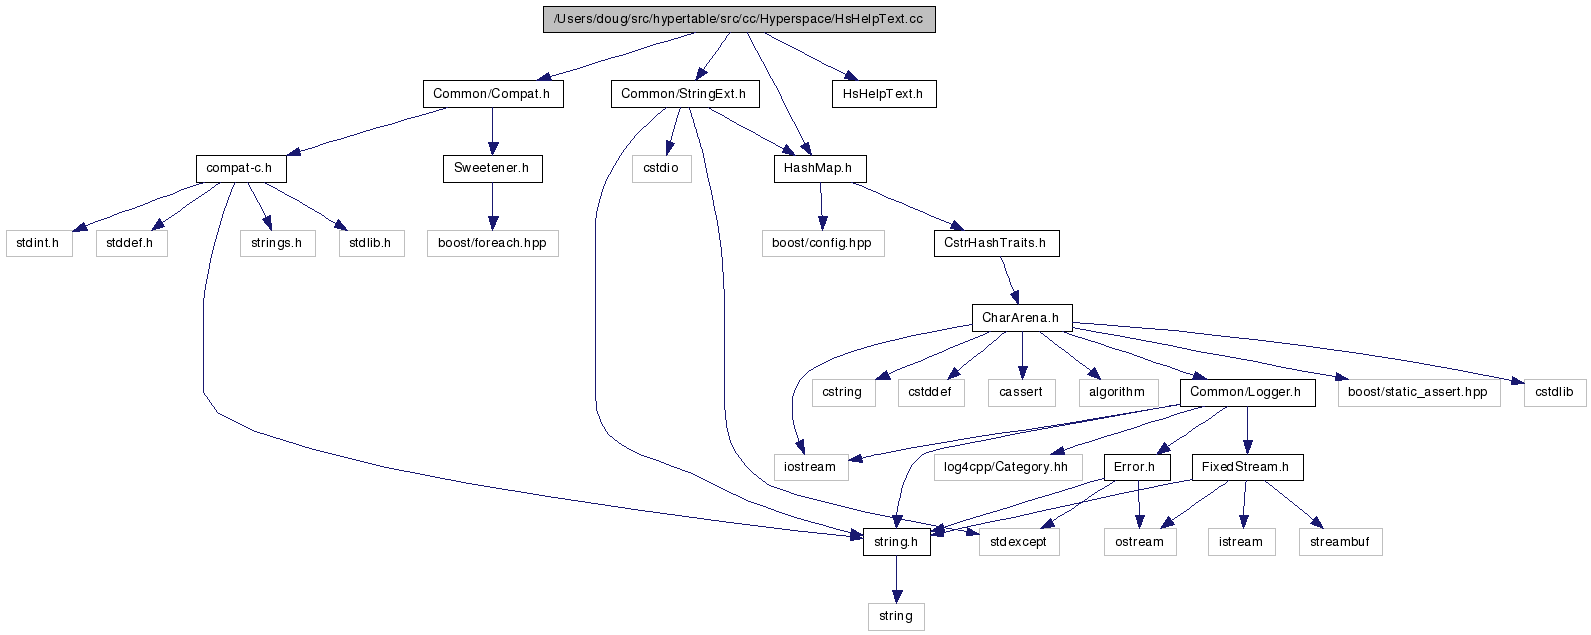 /Users/doug/src/hypertable/src/cc/Hyperspace/HsHelpText.cc
Common/Compat.h
Common/StringExt.h
HsHelpText.h
compat-c.h
Sweetener.h
cstdio
HashMap.h
stdint.h
stddef.h
strings.h
stdlib.h
boost/foreach.hpp
boost/config.hpp
CstrHashTraits.h
CharArena.h
cstring
cstddef
cassert
algorithm
Common/Logger.h
boost/static_assert.hpp
cstdlib
iostream
log4cpp/Category.hh
Error.h
FixedStream.h
string.h
stdexcept
ostream
istream
streambuf
string